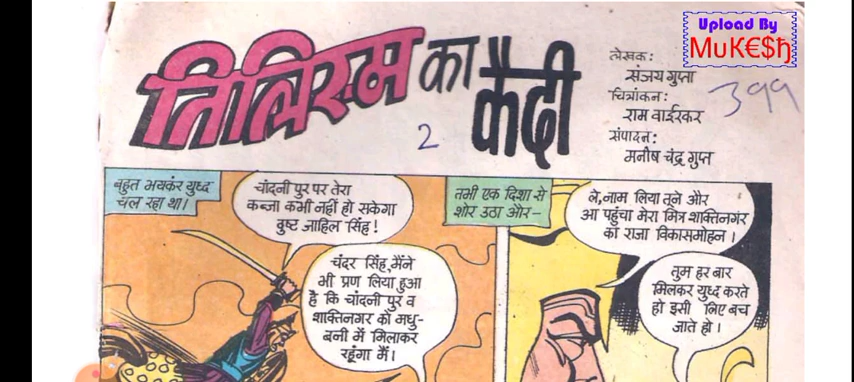 Upload By
MuK€$ђ
तिलिस्म का कैदी
लेखक:
संजय गुप्ता
चित्रांकन:
राम वाईरकर
संपादन:
मनीष चंद्र गुप्त
399
2
बहुत भयंकर युध्द
चल रहा था।
चांदनी पुर पर तेरा
कब्जा कभी नहीं हो सकेगा
दुष्ट जाहिल सिंह!
चंदर सिंह, मैंने
भी प्रण लिया हुआ
है कि चांदनी पुर व
शाक्तिनगर को मधु-
बनी में मिलाकर
रहूंगा मैं।
तभी एक दिशा से
शोर उठा और-
ले, नाम लिया तूने और
आ पहुंचा मेरा मित्र शाक्तिनगर
का राजा विकासमोहन।
तुम हर बार
मिलकर युध्द करते
हो इसी लिए बच
जाते हो।